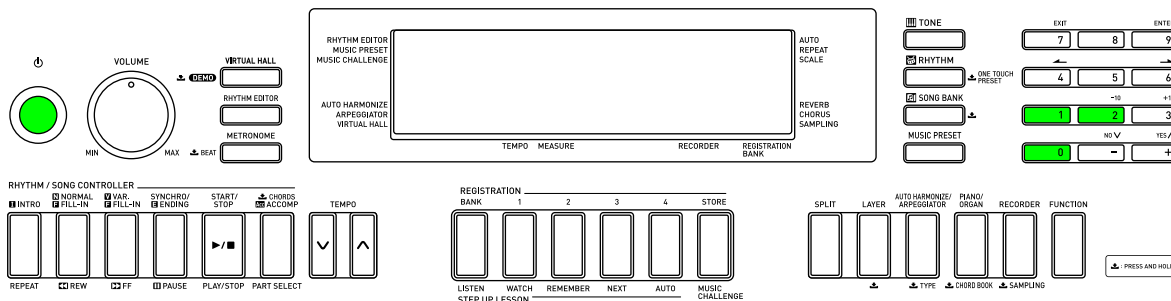 VOLUME
MIN
MAX
VIRTUAL HALL
DEMO
RHYTHM EDITOR
METRONOME
BEAT
RHYTHM EDITOR
MUSIC PRESET
MUSIC CHALLENGE
AUTO HARMONIZE
ARPEGGIATOR
VIRTUAL HALL
AUTO
REPEAT
SCALE
REVERB
CHORUS
SAMPLING
TEMPO MEASURE RECORDER REGISTRATION
BANK
TONE
RHYTHM
ONE TOUCH
PRESET
SONG BANK
MUSIC PRESET
EXIT ENTER
7 8 9
4 5 6
-10 +1
1 2 3
NO YES
0 - +
RHYTHM / SONG CONTROLLER
I INTRO
N NORMAL
F FILL-IN
V VAR.
F FILL-IN
SYNCHRO/
E ENDING
START/
STOP
CHORDS
ACCOMP
TEMPO
REPEAT REW FF PAUSE PLAY/STOP PART SELECT
REGISTRATION
BANK 1 2 3 4 STORE
LISTEN WATCH REMEMBER NEXT AUTO MUSIC
CHALLENGE
STEP UP LESSON
SPLIT LAYER AUTO HARMONIZE/
ARPEGGIATOR
PIANO/
ORGAN
RECORDER FUNCTION
TYPE CHORD BOOK SAMPLING
: PRESS AND HOLD